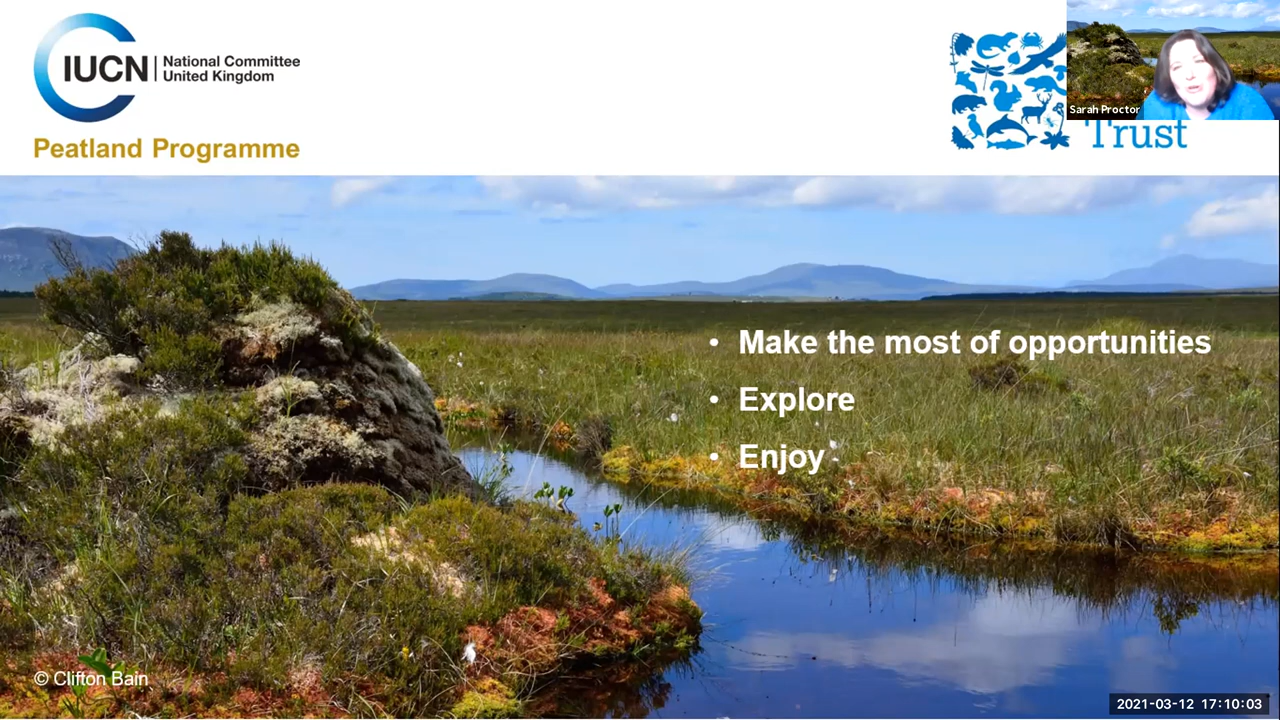 IUCN
National Committee
United Kingdom
Peatland Programme
Trust
Sarah Proctor
• Make the most of opportunities
• Explore
• Enjoy
© Clifton Bain
2021-03-12 17:10:03